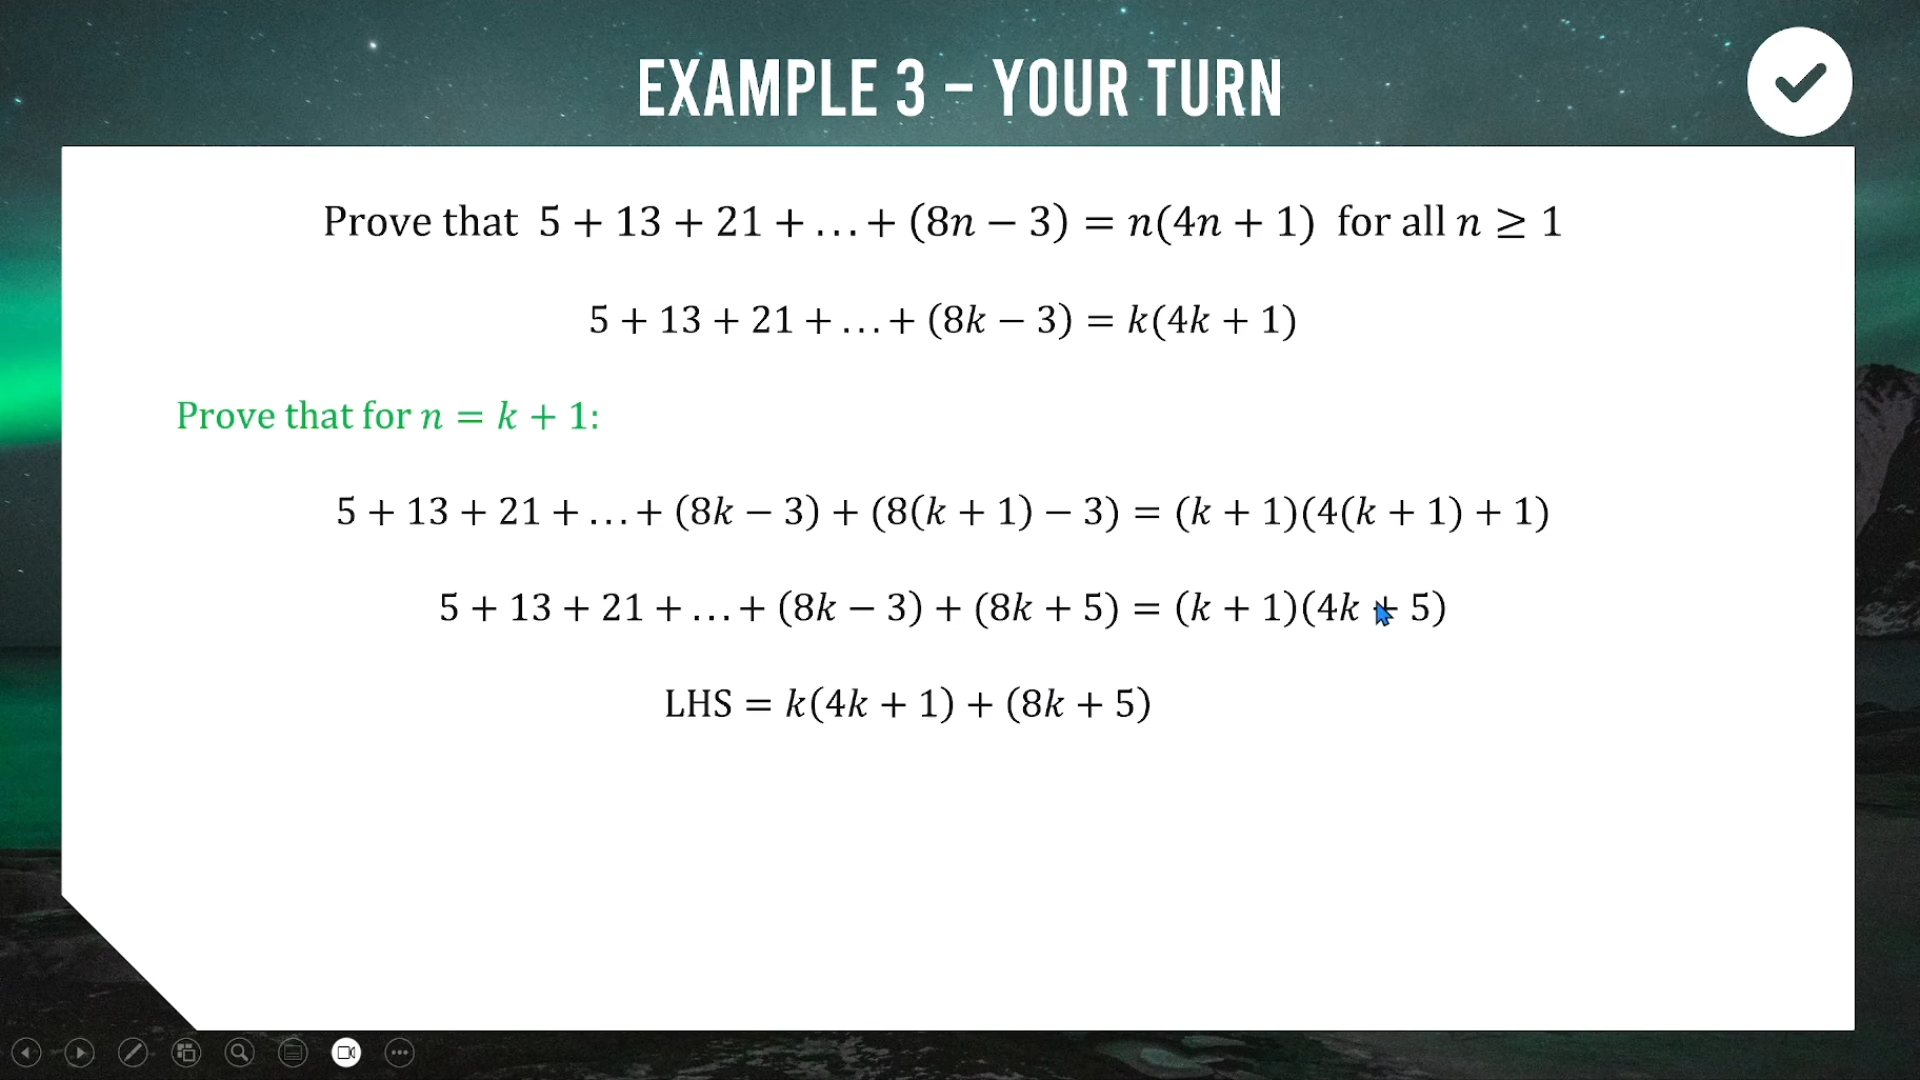 EXAMPLE 3 – YOUR TURN
Prove that 5 + 13 + 21 + … + (8n − 3) = n(4n + 1) for all n ≥ 1
5 + 13 + 21 + … + (8k − 3) = k(4k + 1)
Prove that for n = k + 1:
5 + 13 + 21 + … + (8k − 3) + (8(k + 1) − 3) = (k + 1)(4(k + 1) + 1)
5 + 13 + 21 + … + (8k − 3) + (8k + 5) = (k + 1)(4k + 5)
LHS = k(4k + 1) + (8k + 5)